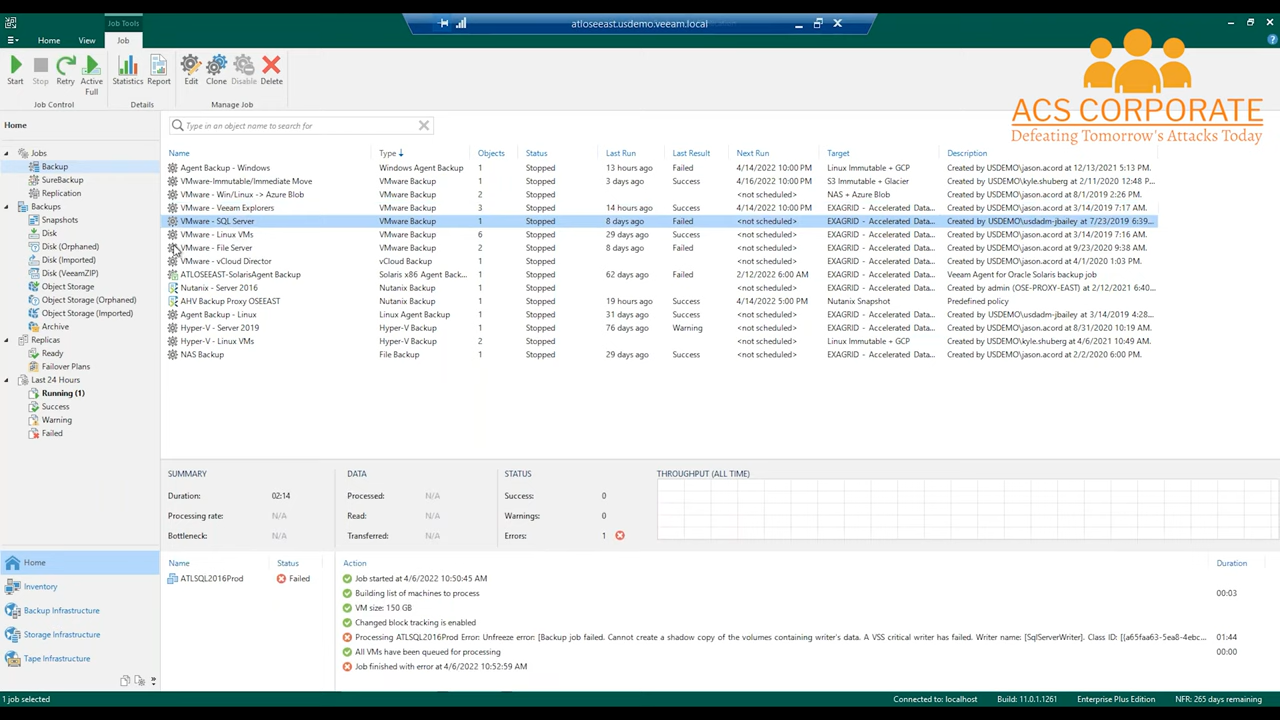 Job Tools
atloseeast.usdemo.veeam.local
Home View Job
Start Stop Retry Active Full Statistics Report Edit Clone Disable Delete
Job Control Details Manage Job
ACS CORPORATE
Defeating Tomorrow's Attacks Today
Home
Type in an object name to search for
Jobs
Backup
SureBackup
Replication
Backups
Snapshots
Disk
Disk (Orphaned)
Disk (Imported)
Disk (VeeamZIP)
Object Storage
Object Storage (Orphaned)
Object Storage (Imported)
Archive
Replicas
Ready
Failover Plans
Last 24 Hours
Running (1)
Success
Warning
Failed
Name Type Objects Status Last Run Last Result Next Run Target Description
Agent Backup - Windows Windows Agent Backup 1 Stopped 13 hours ago Failed 4/14/2022 10:00 PM Linux Immutable + GCP Created by USDEMO\jason.acord at 12/13/2021 5:13 PM.
VMware-Immutable/Immediate Move VMware Backup 1 Stopped 3 days ago Success 4/16/2022 10:00 PM S3 Immutable + Glacier Created by USDEMO\kyle.shuberg at 2/11/2020 12:48 P...
VMware - Win/Linux -> Azure Blob VMware Backup 3 Stopped <not scheduled> NAS + Azure Blob Created by USDEMO\jason.acord at 8/1/2019 2:26 PM.
VMware - Veeam Explorers VMware Backup 3 Stopped 14 hours ago Success 4/14/2022 10:00 PM EXAGRID - Accelerated Data... Created by USDEMO\jason.acord at 3/14/2019 7:17 AM.
VMware - SQL Server VMware Backup 1 Stopped 8 days ago Failed <not scheduled> EXAGRID - Accelerated Data... Created by USDEMO\usdadm-jbailey at 7/23/2019 6:39...
VMware - Linux VMs VMware Backup 6 Stopped 29 days ago Success <not scheduled> EXAGRID - Accelerated Data... Created by USDEMO\jason.acord at 3/14/2019 7:16 AM.
VMware - File Server VMware Backup 2 Stopped 8 days ago Failed <not scheduled> EXAGRID - Accelerated Data... Created by USDEMO\jason.acord at 9/23/2020 9:38 AM.
VMware - vCloud Director vCloud Backup 1 Stopped <not scheduled> EXAGRID - Accelerated Data... Created by USDEMO\jason.acord at 4/1/2020 1:03 PM.
ATLOSEEAST-SolarisAgent Backup Solaris x86 Agent Back... 1 Stopped 62 days ago Failed 2/12/2022 6:00 AM EXAGRID - Accelerated Data... Veeam Agent for Oracle Solaris backup job
Nutanix - Server 2016 Nutanix Backup 1 Stopped <not scheduled> EXAGRID - Accelerated Data... Created by admin (OSE-PROXY-EAST) at 2/12/2021 6:40...
AHV Backup Proxy OSEEAST Nutanix Backup 1 Stopped 19 hours ago Success 4/14/2022 5:00 PM Nutanix Snapshot Predefined policy
Agent Backup - Linux Linux Agent Backup 1 Stopped 31 days ago Success <not scheduled> EXAGRID - Accelerated Data... Created by USDEMO\usdadm-jbailey at 3/14/2019 4:28...
Hyper-V - Server 2019 Hyper-V Backup 1 Stopped 76 days ago Warning <not scheduled> EXAGRID - Accelerated Data... Created by USDEMO\jason.acord at 8/31/2020 10:19 AM.
Hyper-V - Linux VMs Hyper-V Backup 2 Stopped <not scheduled> Linux Immutable + GCP Created by USDEMO\kyle.shuberg at 4/6/2021 10:49 AM.
NAS Backup File Backup 1 Stopped 29 days ago Success <not scheduled> EXAGRID - Accelerated Data... Created by USDEMO\jason.acord at 2/2/2020 6:00 PM.
SUMMARY DATA STATUS THROUGHPUT (ALL TIME)
Duration: 02:14 Processed: N/A Success: 0
Processing rate: N/A Read: N/A Warnings: 0
Bottleneck: N/A Transferred: N/A Errors: 1
Name Status Action Duration
ATLSQL2016Prod Failed Job started at 4/6/2022 10:50:45 AM
Building list of machines to process 00:03
VM size: 150 GB
Changed block tracking is enabled
Processing ATLSQL2016Prod Error: Unfreeze error: [Backup job failed. Cannot create a shadow copy of the volumes containing writer's data. A VSS critical writer has failed. Writer name: [SqlServerWriter]. Class ID: [{a65faa63-5ea8-4ebc... 01:44
All VMs have been queued for processing 00:00
Job finished with error at 4/6/2022 10:52:59 AM
Home
Inventory
Backup Infrastructure
Storage Infrastructure
Tape Infrastructure
1 job selected Connected to: localhost Build: 11.0.1.1261 Enterprise Plus Edition NFR: 265 days remaining